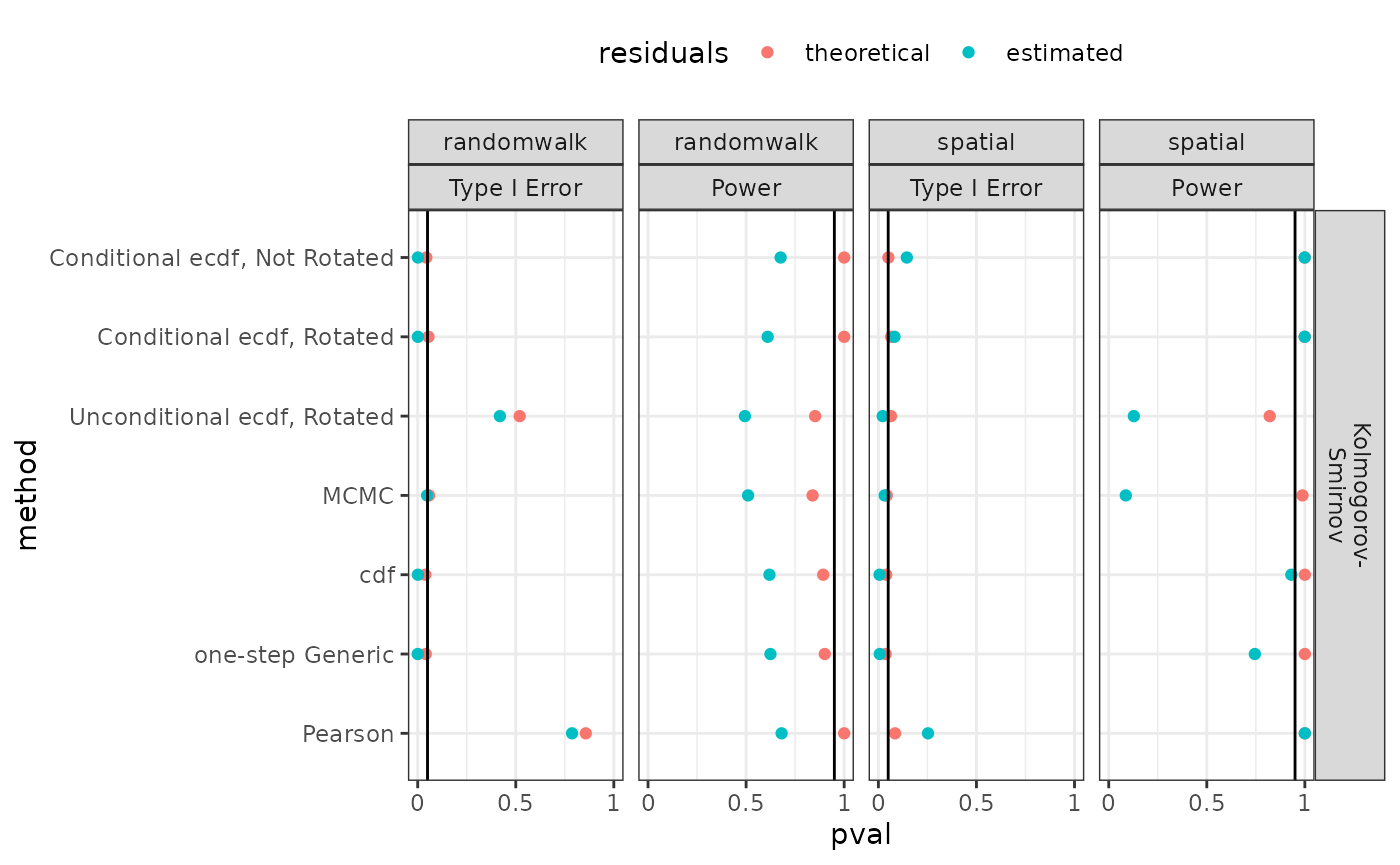 residuals theoretical estimated
randomwalk randomwalk spatial spatial
Type I Error Power Type I Error Power
Conditional ecdf, Not Rotated
Conditional ecdf, Rotated
Unconditional ecdf, Rotated
MCMC
cdf
one-step Generic
Pearson
method
Kolmogorov-
Smirnov
0 0.5 1 0 0.5 1 0 0.5 1 0 0.5 1
pval